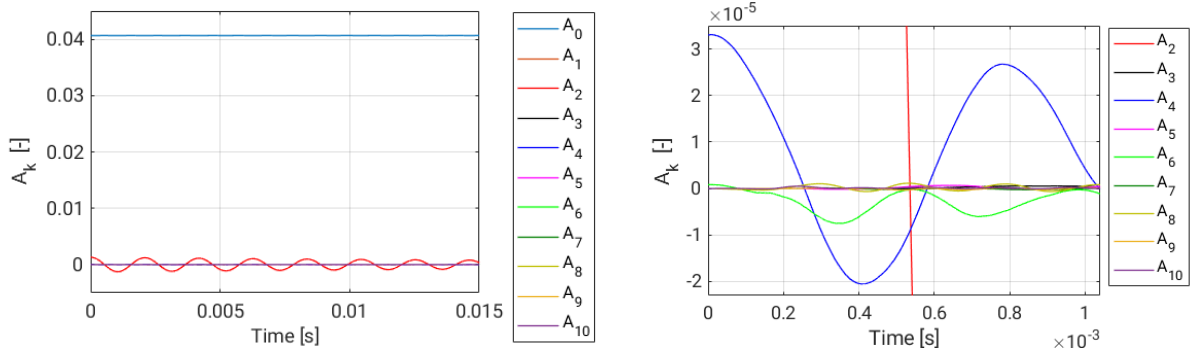 0.04
0.03
0.02
0.01
0
A_k [-]
0
0.005
0.01
0.015
Time [s]
A_0
A_1
A_2
A_3
A_4
A_5
A_6
A_7
A_8
A_9
A_10
×10^-5
3
2
1
0
-1
-2
A_k [-]
0
0.2
0.4
0.6
0.8
1
Time [s]
×10^-3
A_2
A_3
A_4
A_5
A_6
A_7
A_8
A_9
A_10